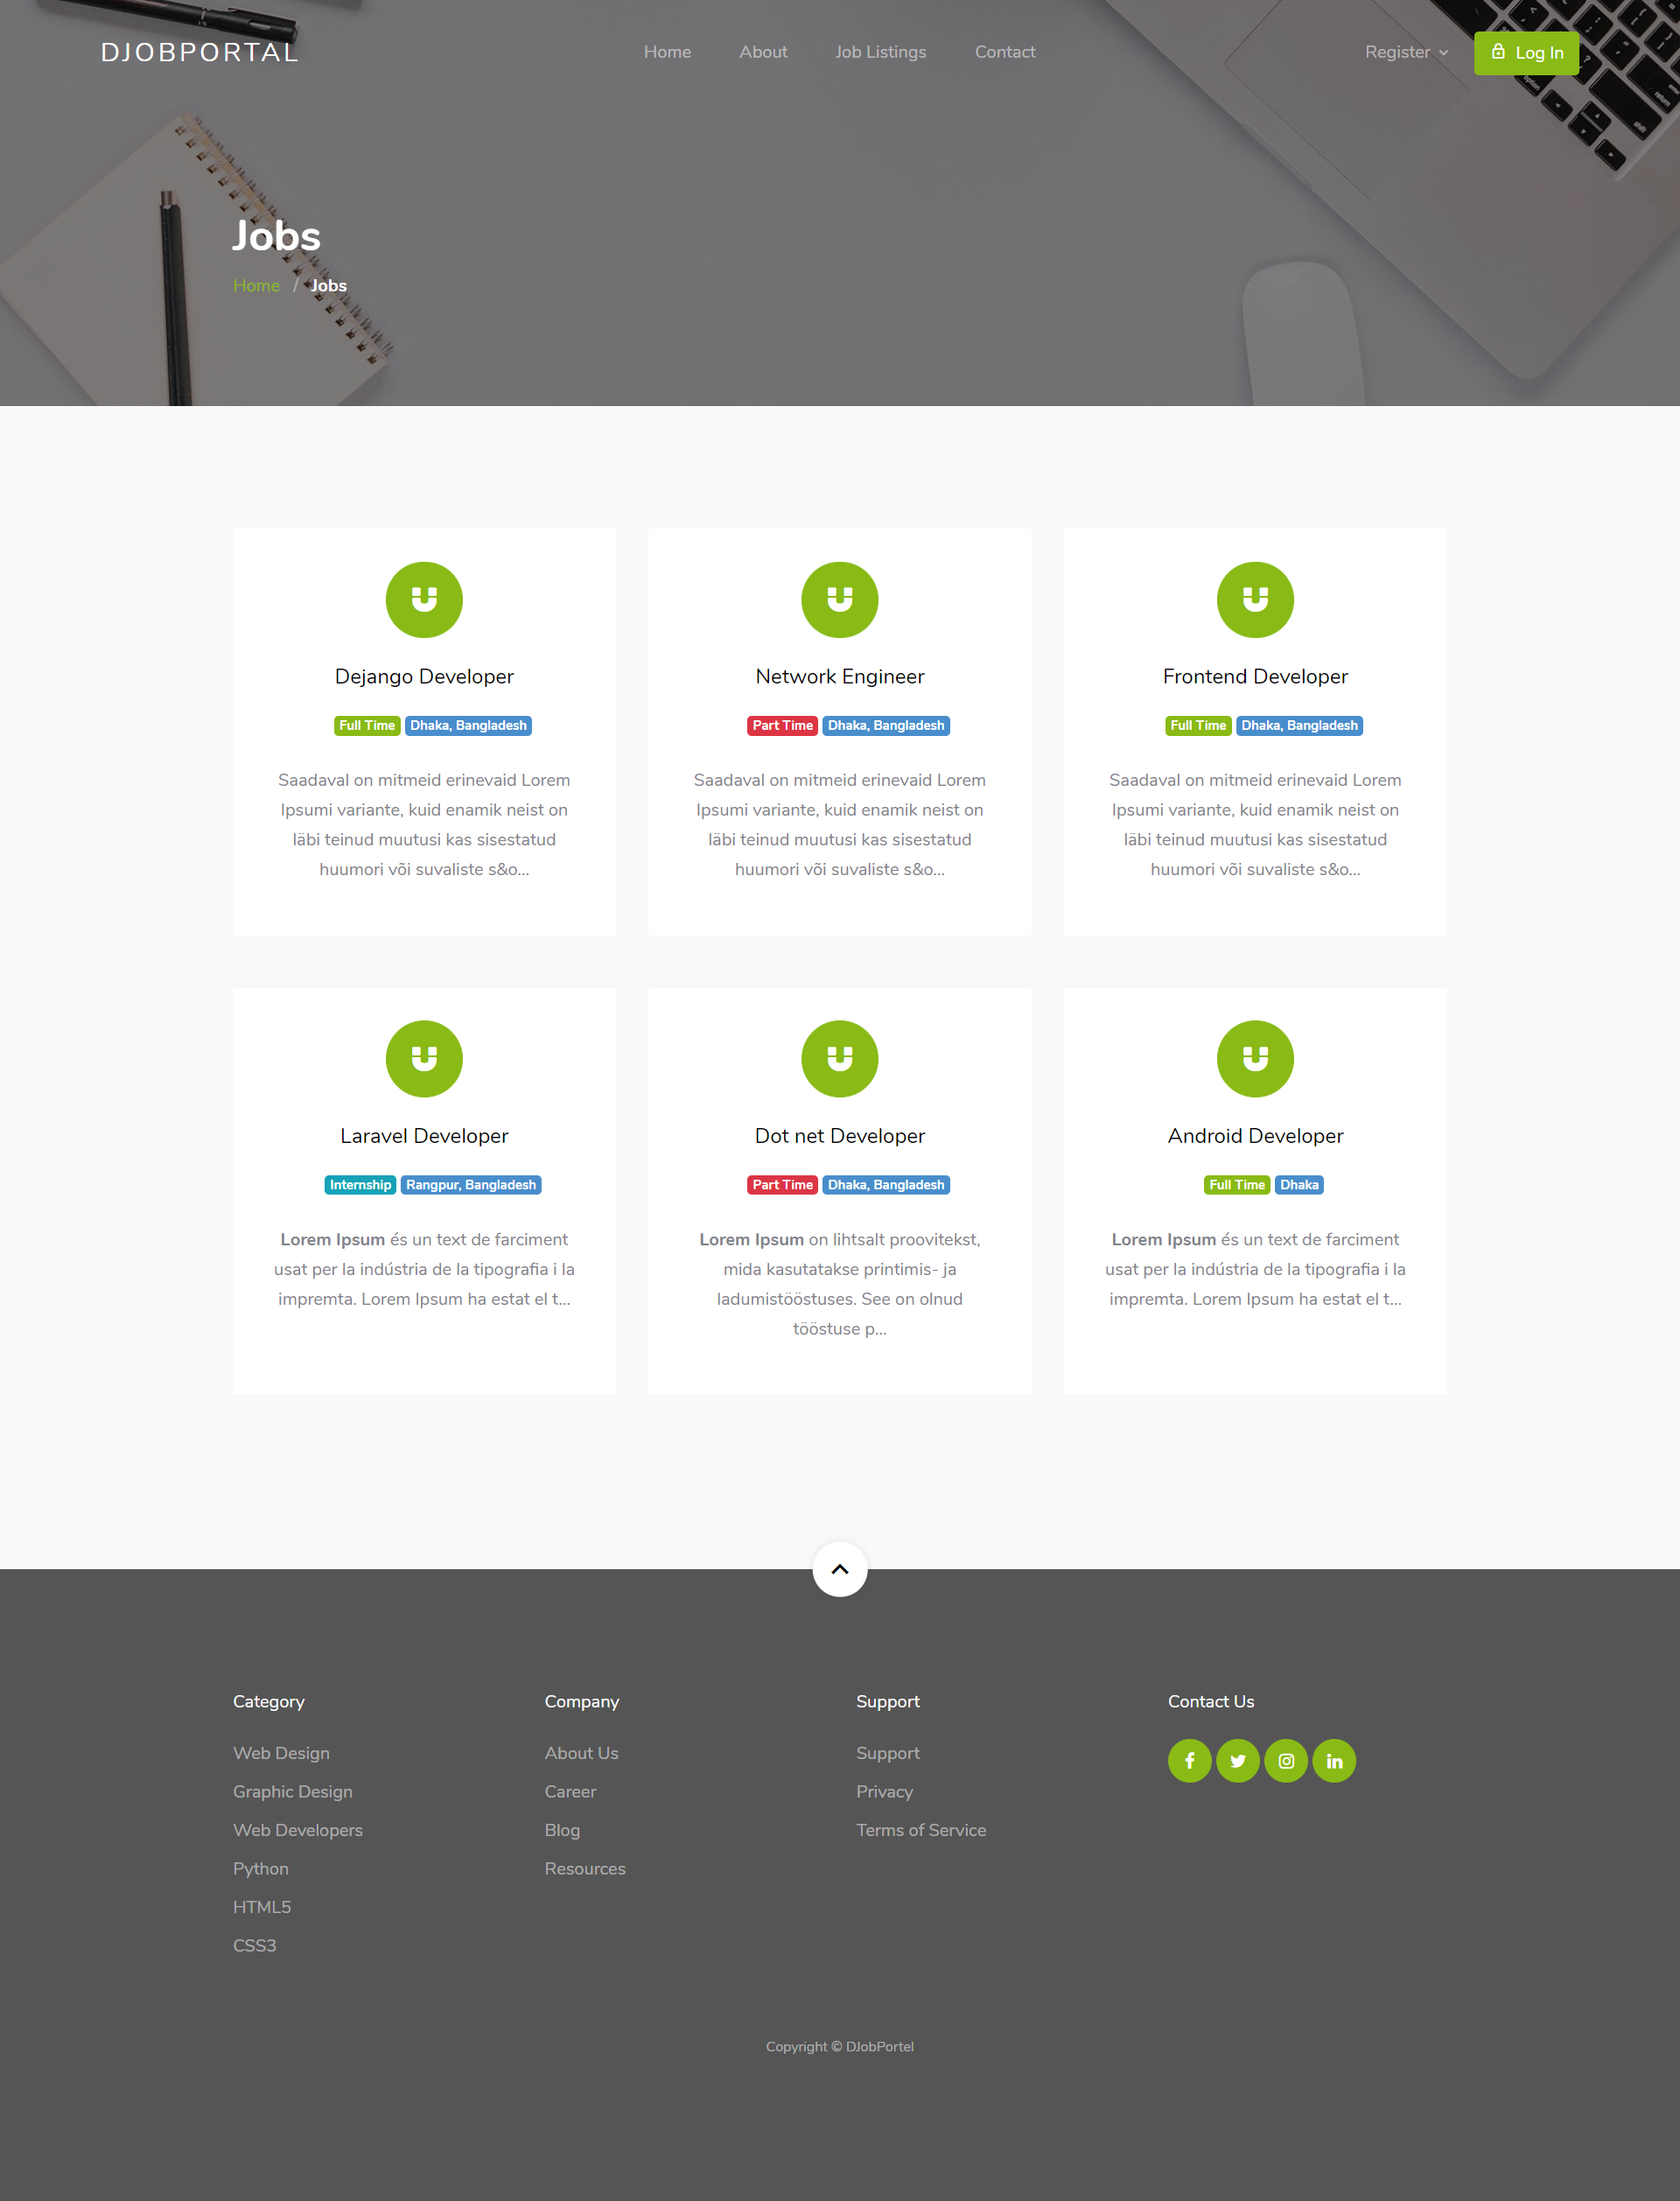 DJOBPORTAL
Home About Job Listings Contact
Register Log In
Jobs
Home / Jobs
Dejango Developer
Full Time Dhaka, Bangladesh
Saadaval on mitmeid erinevaid Lorem
Ipsumi variante, kuid enamik neist on
läbi teinud muutusi kas sisestatud
huumori või suvaliste s&o...
Network Engineer
Part Time Dhaka, Bangladesh
Saadaval on mitmeid erinevaid Lorem
Ipsumi variante, kuid enamik neist on
läbi teinud muutusi kas sisestatud
huumori või suvaliste s&o...
Frontend Developer
Full Time Dhaka, Bangladesh
Saadaval on mitmeid erinevaid Lorem
Ipsumi variante, kuid enamik neist on
läbi teinud muutusi kas sisestatud
huumori või suvaliste s&o...
Laravel Developer
Internship Rangpur, Bangladesh
Lorem Ipsum és un text de farciment
usat per la indústria de la tipografia i la
impremta. Lorem Ipsum ha estat el t...
Dot net Developer
Part Time Dhaka, Bangladesh
Lorem Ipsum on lihtsalt proovitekst,
mida kasutatakse printimis- ja
ladumistööstuses. See on olnud
tööstuse p...
Android Developer
Full Time Dhaka
Lorem Ipsum és un text de farciment
usat per la indústria de la tipografia i la
impremta. Lorem Ipsum ha estat el t...
Category
Web Design
Graphic Design
Web Developers
Python
HTML5
CSS3
Company
About Us
Career
Blog
Resources
Support
Support
Privacy
Terms of Service
Contact Us
Copyright © DJobPortel